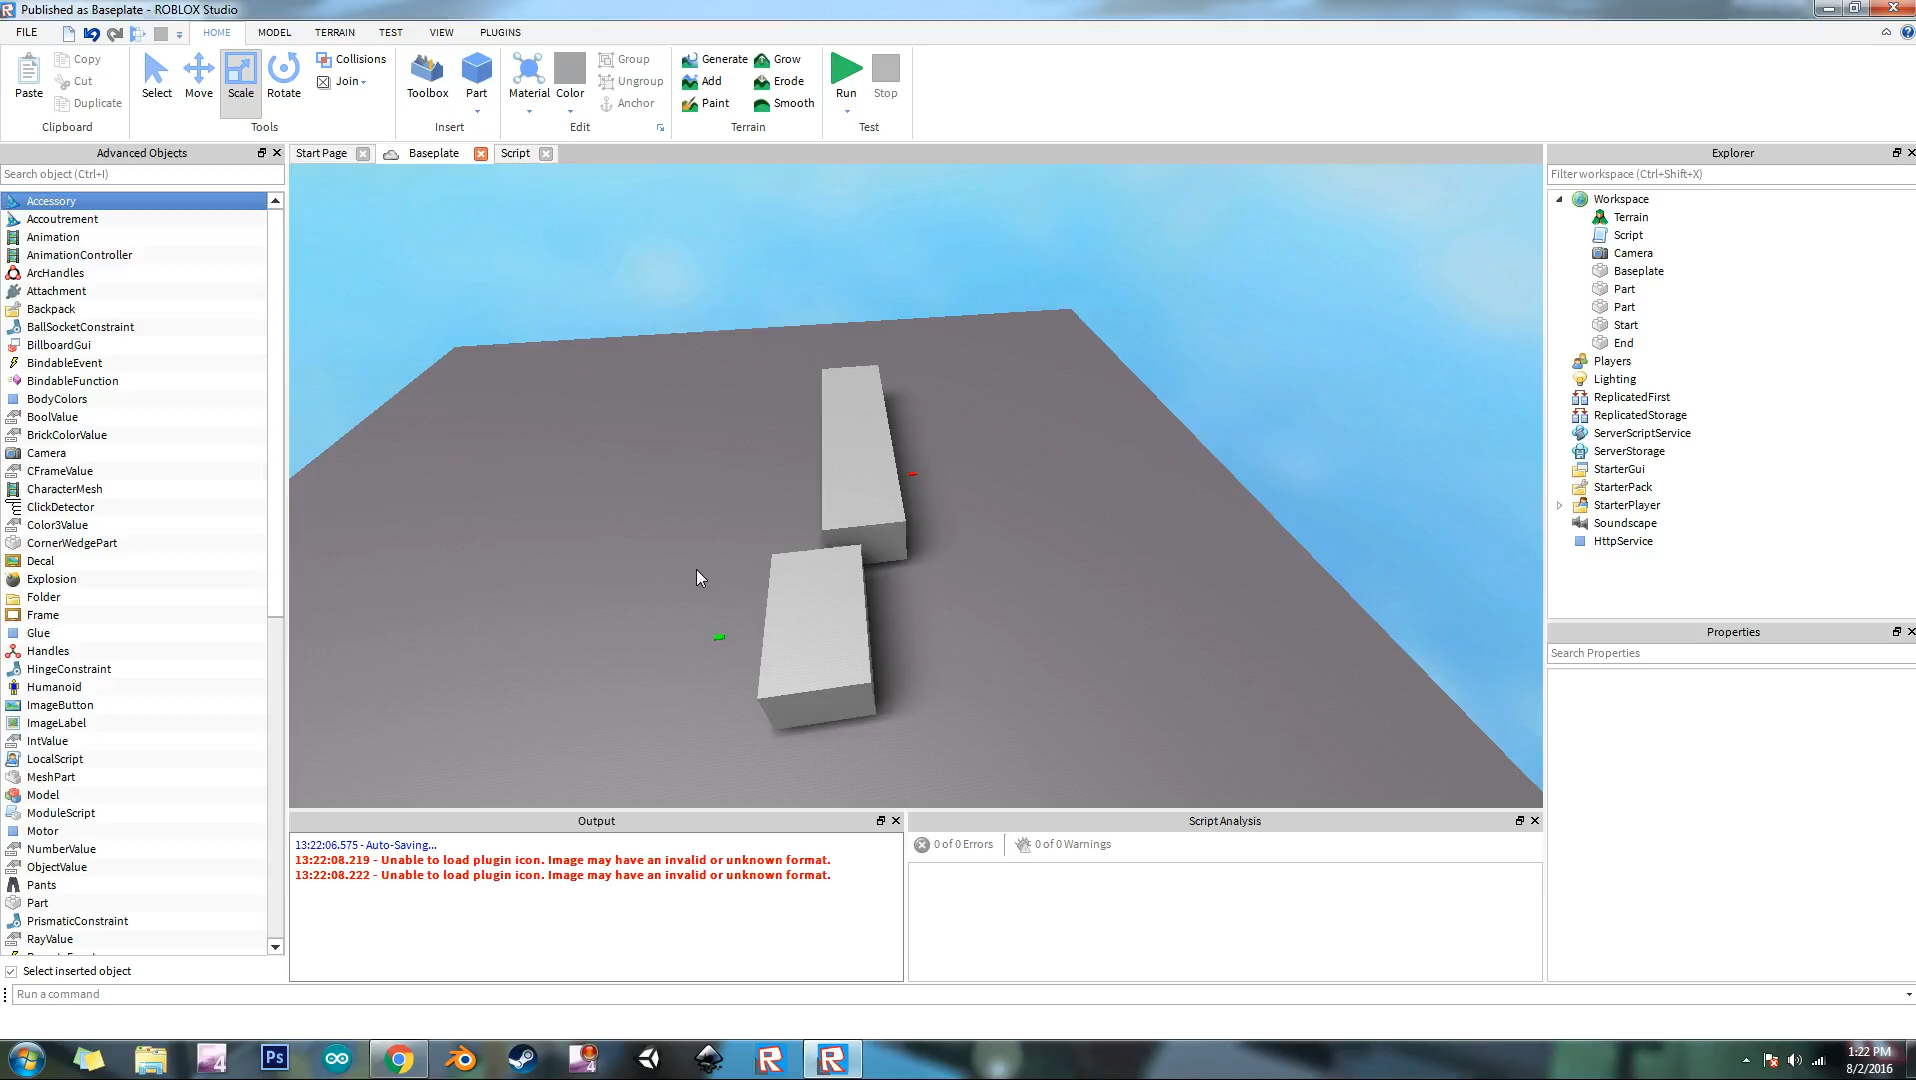 Published as Baseplate - ROBLOX Studio
FILE HOME MODEL TERRAIN TEST VIEW PLUGINS
Paste
Copy
Cut
Duplicate
Clipboard
Select Move Scale Rotate
Collisions
Join
Tools
Toolbox Part
Insert
Material Color
Group
Ungroup
Anchor
Edit
Generate Grow
Add Erode
Paint Smooth
Terrain
Run Stop
Test
Advanced Objects
Search object (Ctrl+I)
Accessory
Accoutrement
Animation
AnimationController
ArcHandles
Attachment
Backpack
BallSocketConstraint
BillboardGui
BindableEvent
BindableFunction
BodyColors
BoolValue
BrickColorValue
Camera
CFrameValue
CharacterMesh
ClickDetector
Color3Value
CornerWedgePart
Decal
Explosion
Folder
Frame
Glue
Handles
HingeConstraint
Humanoid
ImageButton
ImageLabel
IntValue
LocalScript
MeshPart
Model
ModuleScript
Motor
NumberValue
ObjectValue
Pants
Part
PrismaticConstraint
RayValue
Select inserted object
Run a command
Start Page Baseplate Script
Output
13:22:06.575 - Auto-Saving...
13:22:08.219 - Unable to load plugin icon. Image may have an invalid or unknown format.
13:22:08.222 - Unable to load plugin icon. Image may have an invalid or unknown format.
Script Analysis
0 of 0 Errors 0 of 0 Warnings
Explorer
Filter workspace (Ctrl+Shift+X)
Workspace
Terrain
Script
Camera
Baseplate
Part
Part
Start
End
Players
Lighting
ReplicatedFirst
ReplicatedStorage
ServerScriptService
ServerStorage
StarterGui
StarterPack
StarterPlayer
Soundscape
HttpService
Properties
Search Properties
Ps
4
4
1:22 PM
8/2/2016